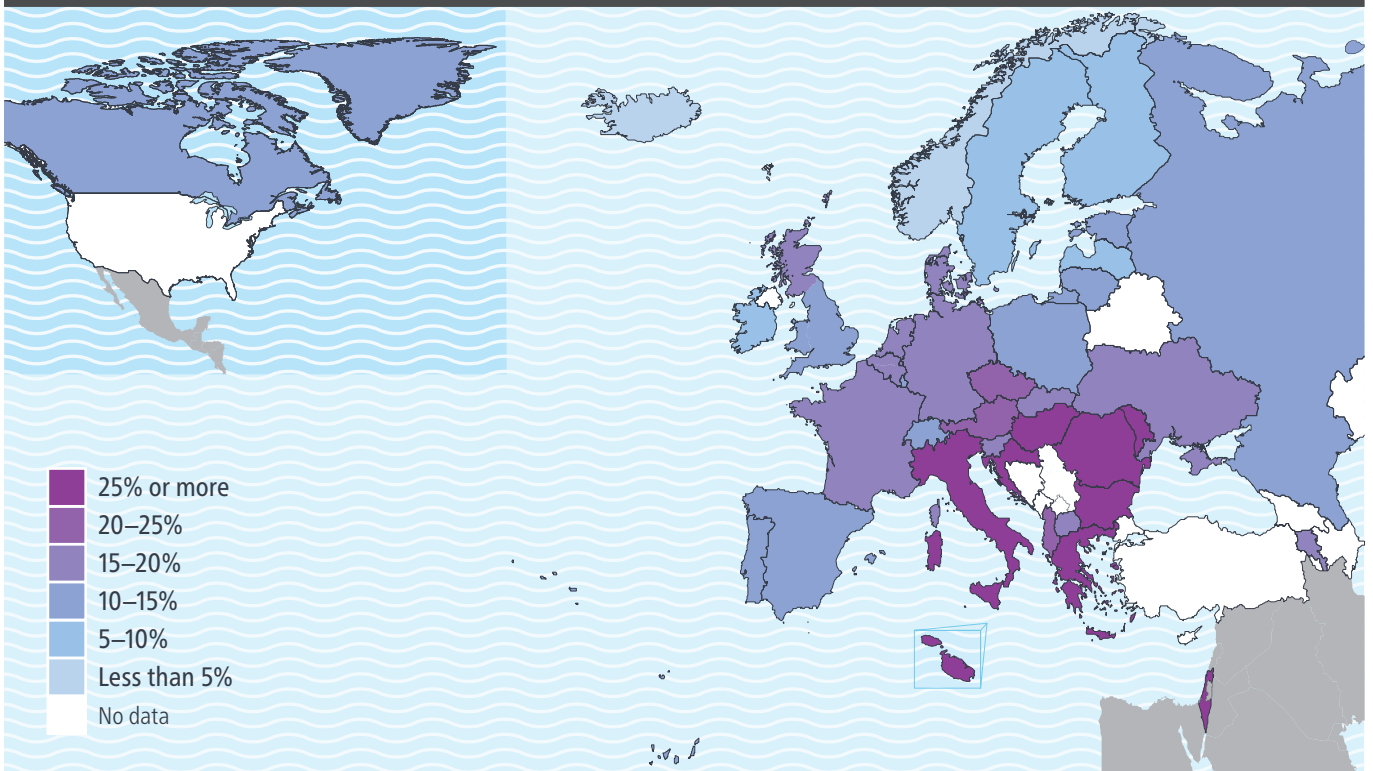 25% or more
20–25%
15–20%
10–15%
5–10%
Less than 5%
No data